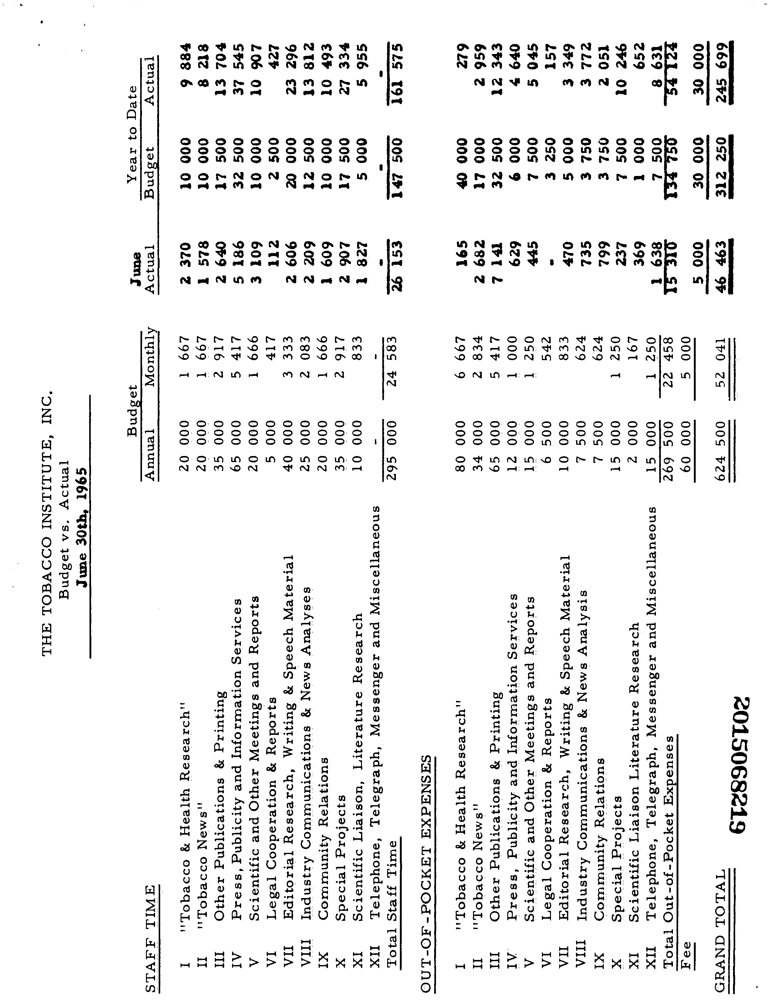 THE TOBACCO INSTITUTE, INC.
Budget vs. Actual
June 30th, 1965
Budget June Year to Date
Annual Monthly Actual Budget Actual
STAFF TIME
I "Tobacco & Health Research" 20 000 1 667 2 370 10 000 9 884
II "Tobacco News" 20 000 1 667 1 578 10 000 8 218
III Other Publications & Printing 35 000 2 917 2 640 17 500 13 704
IV Press, Publicity and Information Services 65 000 5 417 5 186 32 500 37 545
V Scientific and Other Meetings and Reports 20 000 1 666 3 109 10 000 10 907
VI Legal Cooperation & Reports 5 000 417 112 2 500 427
VII Editorial Research, Writing & Speech Material 40 000 3 333 2 606 20 000 23 296
VIII Industry Communications & News Analyses 25 000 2 083 2 209 12 500 13 812
IX Community Relations 20 000 1 666 1 609 10 000 10 493
X Special Projects 35 000 2 917 2 907 17 500 27 334
XI Scientific Liaison, Literature Research 10 000 833 1 827 5 000 5 955
XII Telephone, Telegraph, Messenger and Miscellaneous - - - - -
Total Staff Time 295 000 24 583 26 153 147 500 161 575
OUT-OF-POCKET EXPENSES
I "Tobacco & Health Research" 80 000 6 667 165 40 000 279
II "Tobacco News" 34 000 2 834 2 682 17 000 2 959
III Other Publications & Printing 65 000 5 417 7 141 32 500 12 343
IV Press, Publicity and Information Services 12 000 1 000 629 6 000 4 640
V Scientific and Other Meetings and Reports 15 000 1 250 445 7 500 5 045
VI Legal Cooperation & Reports 6 500 542 - 3 250 157
VII Editorial Research, Writing & Speech Material 10 000 833 470 5 000 3 349
VIII Industry Communications & News Analysis 7 500 624 735 3 750 3 772
IX Community Relations 7 500 624 799 3 750 2 051
X Special Projects 15 000 1 250 237 7 500 10 246
XI Scientific Liaison Literature Research 2 000 167 369 1 000 652
XII Telephone, Telegraph, Messenger and Miscellaneous 15 000 1 250 1 638 7 500 8 631
Total Out-of-Pocket Expenses 269 500 22 458 15 310 134 750 54 124
Fee 60 000 5 000 5 000 30 000 30 000
GRAND TOTAL 624 500 52 041 46 463 312 250 245 699
2015068219